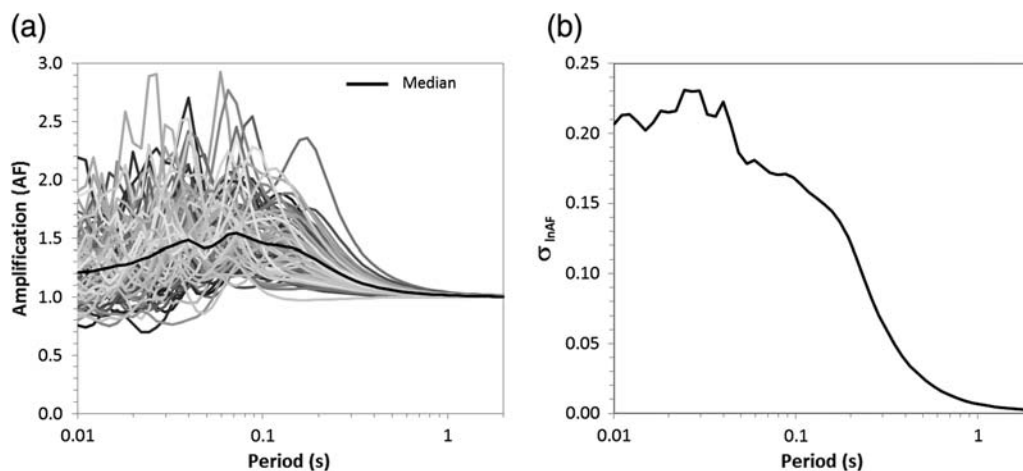 (a)
3.0
2.5
2.0
1.5
1.0
0.5
0.0
Amplification (AF)
Median
0.01
0.1
1
Period (s)
(b)
0.25
0.20
0.15
0.10
0.05
0.00
σ lnAF
0.01
0.1
1
Period (s)